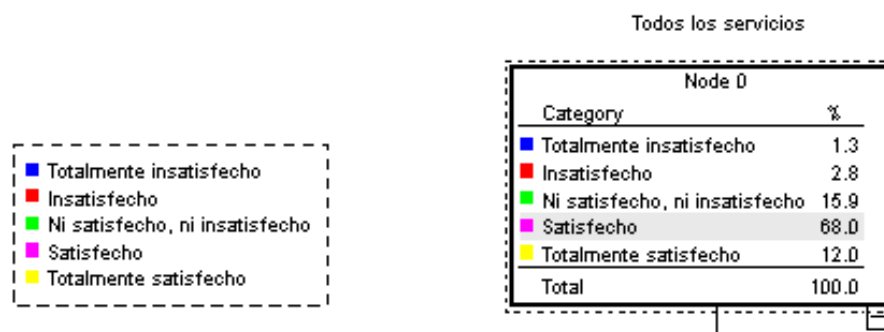 Todos los servicios
Node 0
Category %
Totalmente insatisfecho 1.3
Insatisfecho 2.8
Ni satisfecho, ni insatisfecho 15.9
Satisfecho 68.0
Totalmente satisfecho 12.0
Total 100.0
Totalmente insatisfecho
Insatisfecho
Ni satisfecho, ni insatisfecho
Satisfecho
Totalmente satisfecho